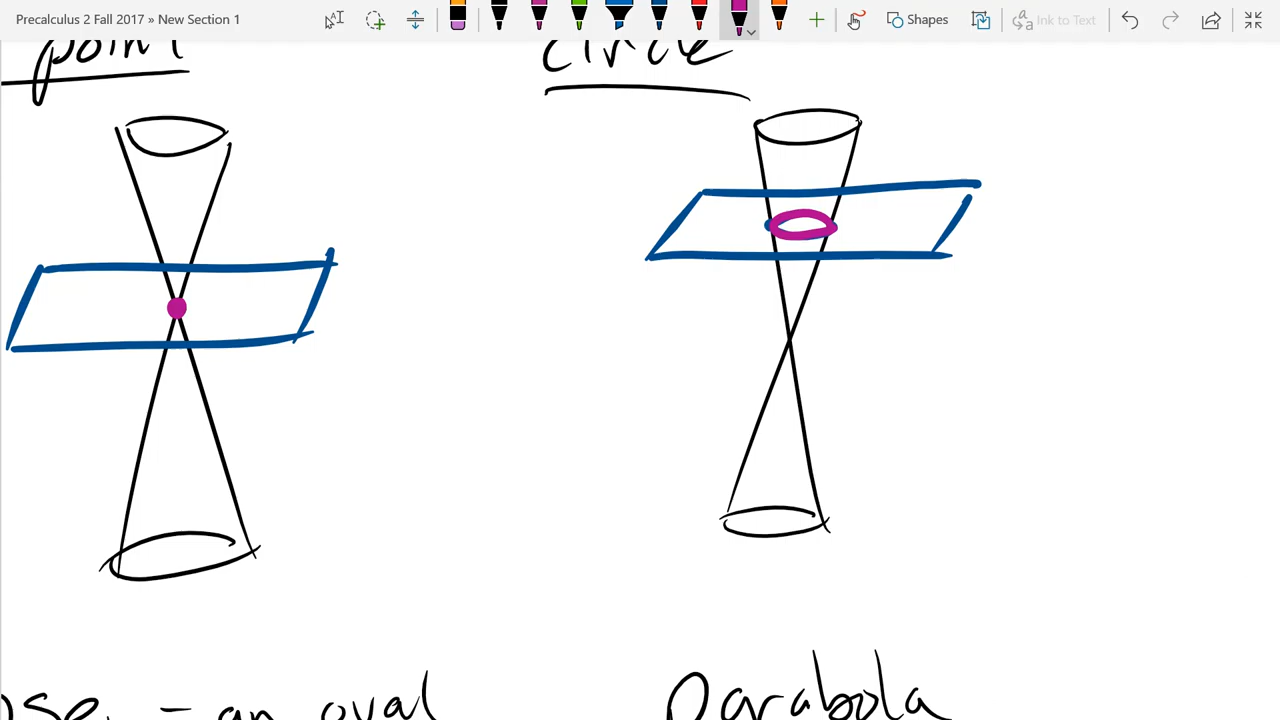 Precalculus 2 Fall 2017 » New Section 1
Shapes
Ink to Text
point
circle
- an oval
Parabola